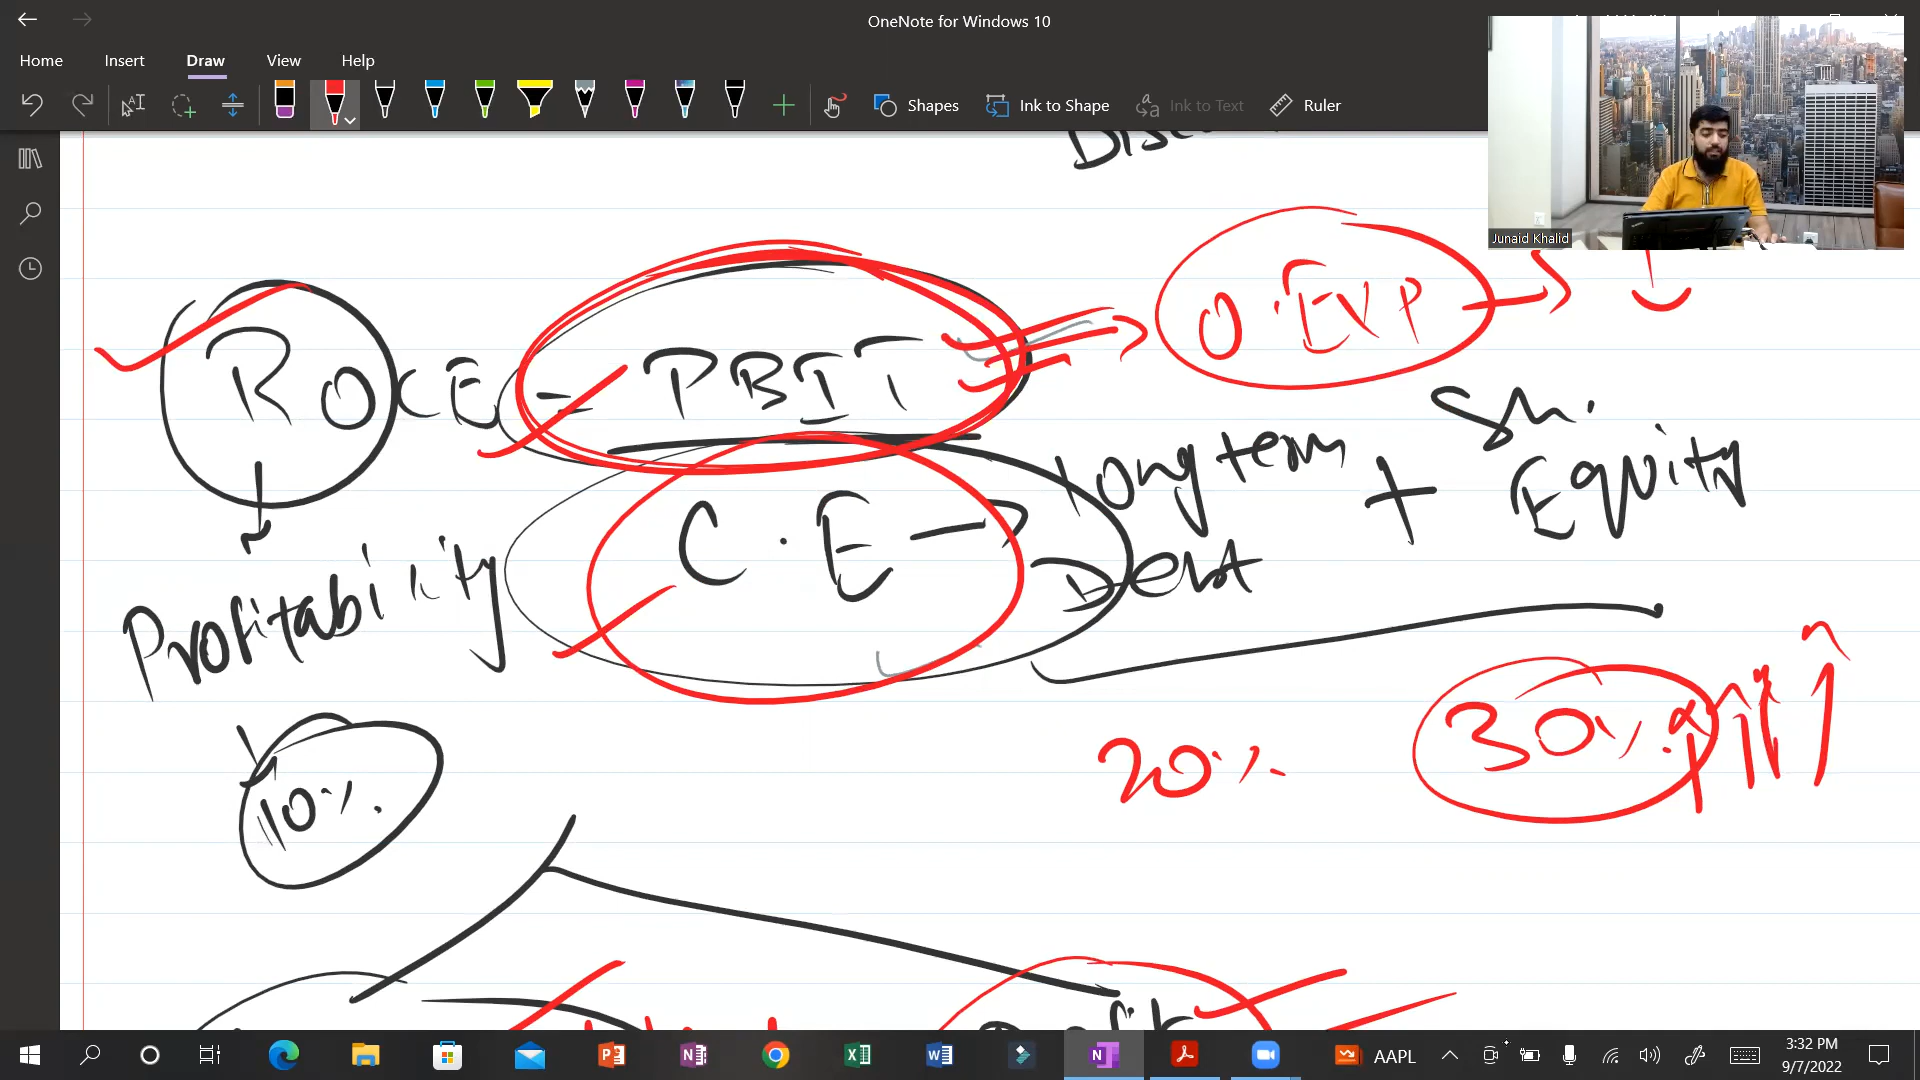 OneNote for Windows 10
Home Insert Draw View Help
Shapes Ink to Shape Ink to Text Ruler
Junaid Khalid
O.EXP
ROCE = PBIT
C.E → Long term Debt + Sh. Equity
Profitability
10%.
20%
30%
AAPL
3:32 PM
9/7/2022